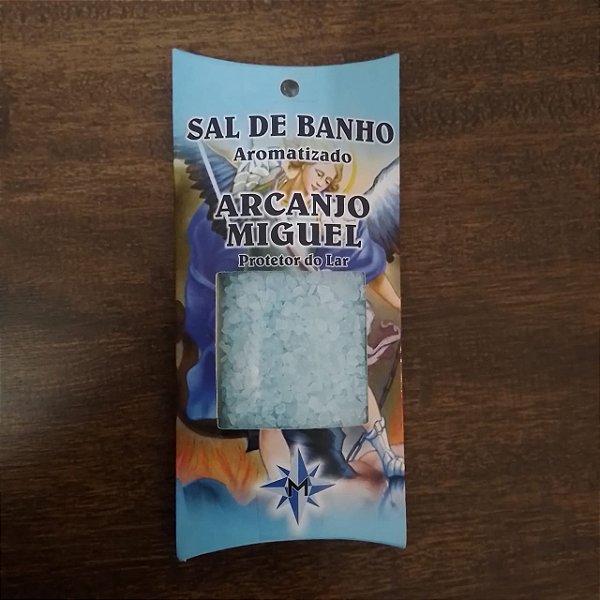 SAL DE BANHO
Aromatizado
ARCANJO
MIGUEL
Protetor do Lar
M